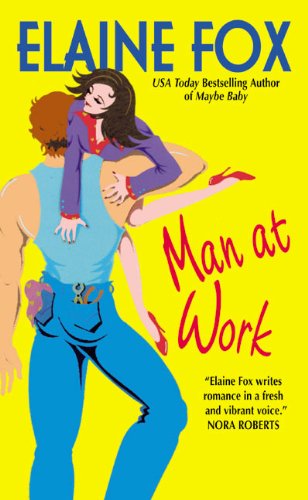 ELAINE FOX
USA Today Bestselling Author
of Maybe Baby
Man at
Work
“Elaine Fox writes
romance in a fresh
and vibrant voice.”
NORA ROBERTS